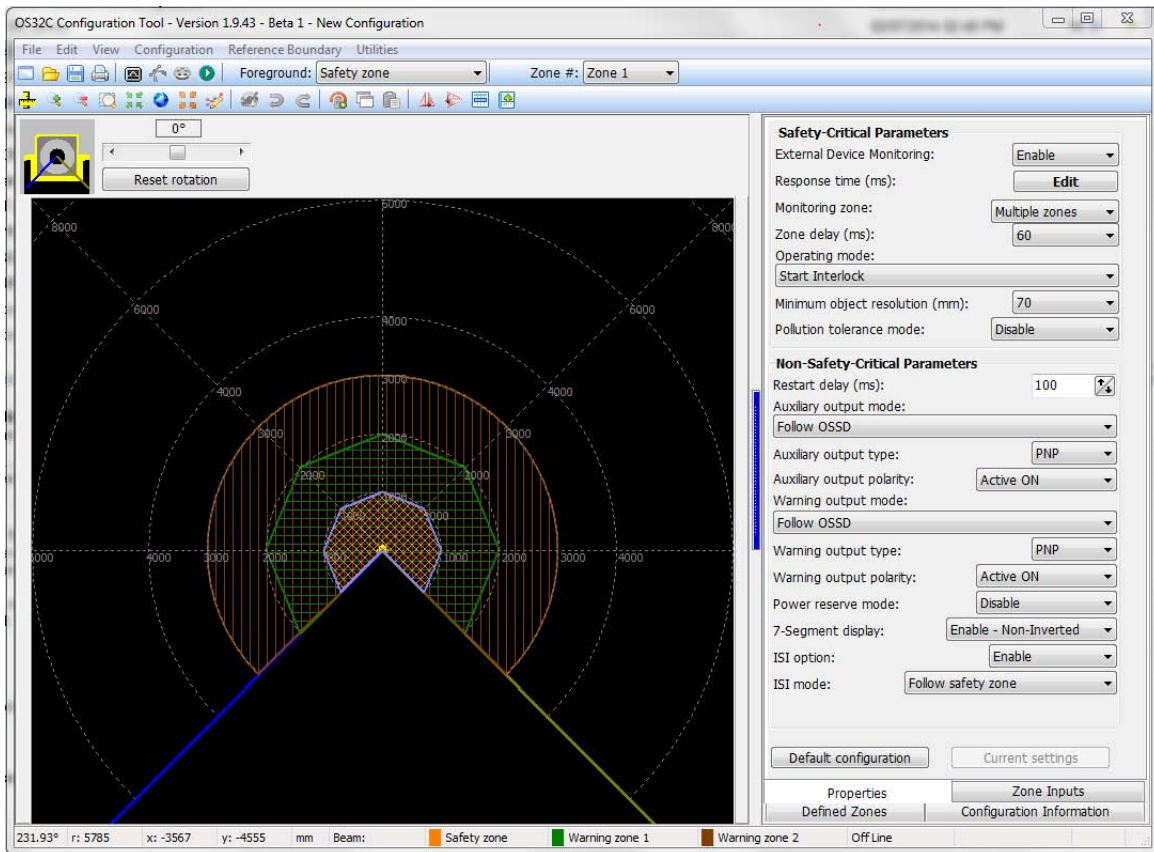 OS32C Configuration Tool - Version 1.9.43 - Beta 1 - New Configuration
File Edit View Configuration Reference Boundary Utilities
Foreground: Safety zone Zone #: Zone 1
0°
Reset rotation
5000
8000 8000
6000 6000
4000
4000 3000 4000
3000 2000 3000
2000 2000
1000 1000 1000
5000 4000 3000 2000 1000 1000 2000 3000 4000
Safety-Critical Parameters
External Device Monitoring: Enable
Response time (ms): Edit
Monitoring zone: Multiple zones
Zone delay (ms): 60
Operating mode:
Start Interlock
Minimum object resolution (mm): 70
Pollution tolerance mode: Disable
Non-Safety-Critical Parameters
Restart delay (ms): 100
Auxiliary output mode:
Follow OSSD
Auxiliary output type: PNP
Auxiliary output polarity: Active ON
Warning output mode:
Follow OSSD
Warning output type: PNP
Warning output polarity: Active ON
Power reserve mode: Disable
7-Segment display: Enable - Non-Inverted
ISI option: Enable
ISI mode: Follow safety zone
Default configuration Current settings
Properties Zone Inputs
Defined Zones Configuration Information
231.93° r: 5785 x: -3567 y: -4555 mm Beam: Safety zone Warning zone 1 Warning zone 2 Off Line